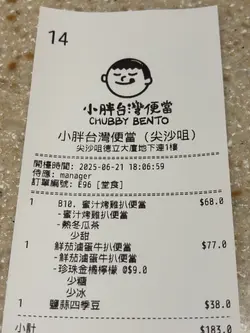 14
小胖台灣便當
CHUBBY BENTO
小胖台灣便當 (尖沙咀)
尖沙咀德立大廈地下連1樓
開檯時間: 2025-06-21 18:06:59
侍應: manager
訂單編號: E96 [堂食]
1 B10. 蜜汁烤雞扒便當 $68.0
-蜜汁烤雞扒便當
-熱冬瓜茶
少甜
1 鮮茄滷蛋牛扒便當 $77.0
-鮮茄滷蛋牛扒便當
-珍珠金橘檸檬 @$9.0
少糖
少冰
1 鹽蒜四季豆 $38.0
小計 $183.0